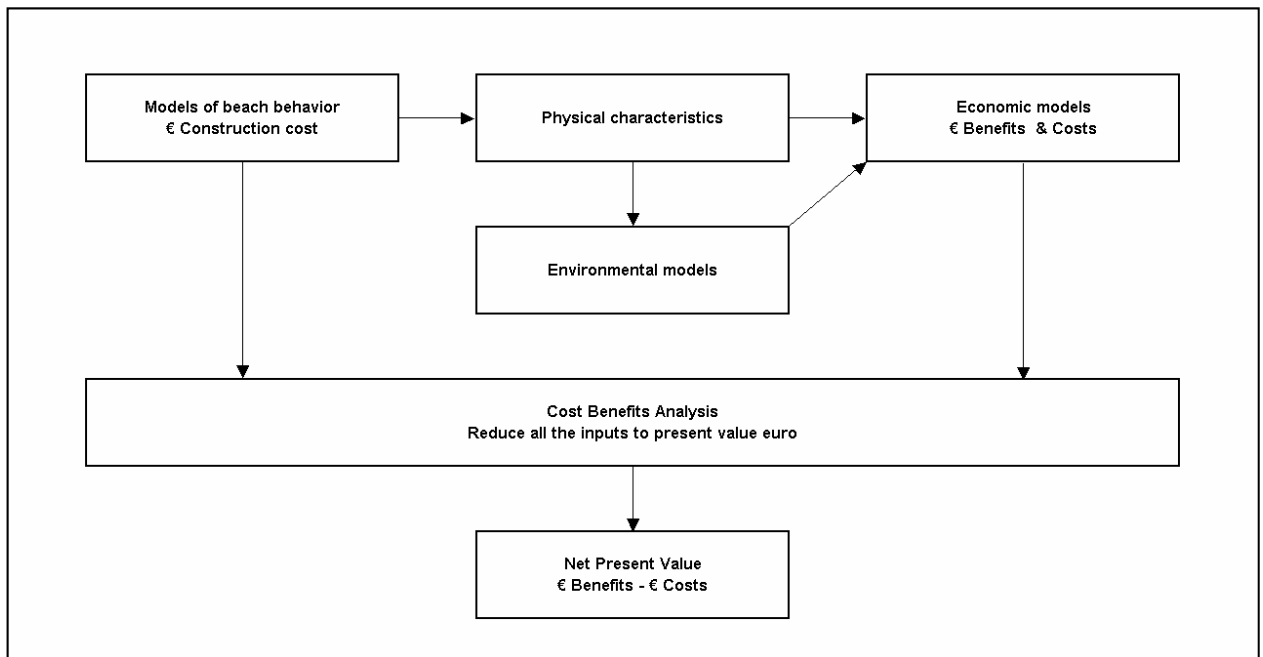 Models of beach behavior
€ Construction cost
Physical characteristics
Economic models
€ Benefits & Costs
Environmental models
Cost Benefits Analysis
Reduce all the inputs to present value euro
Net Present Value
€ Benefits - € Costs